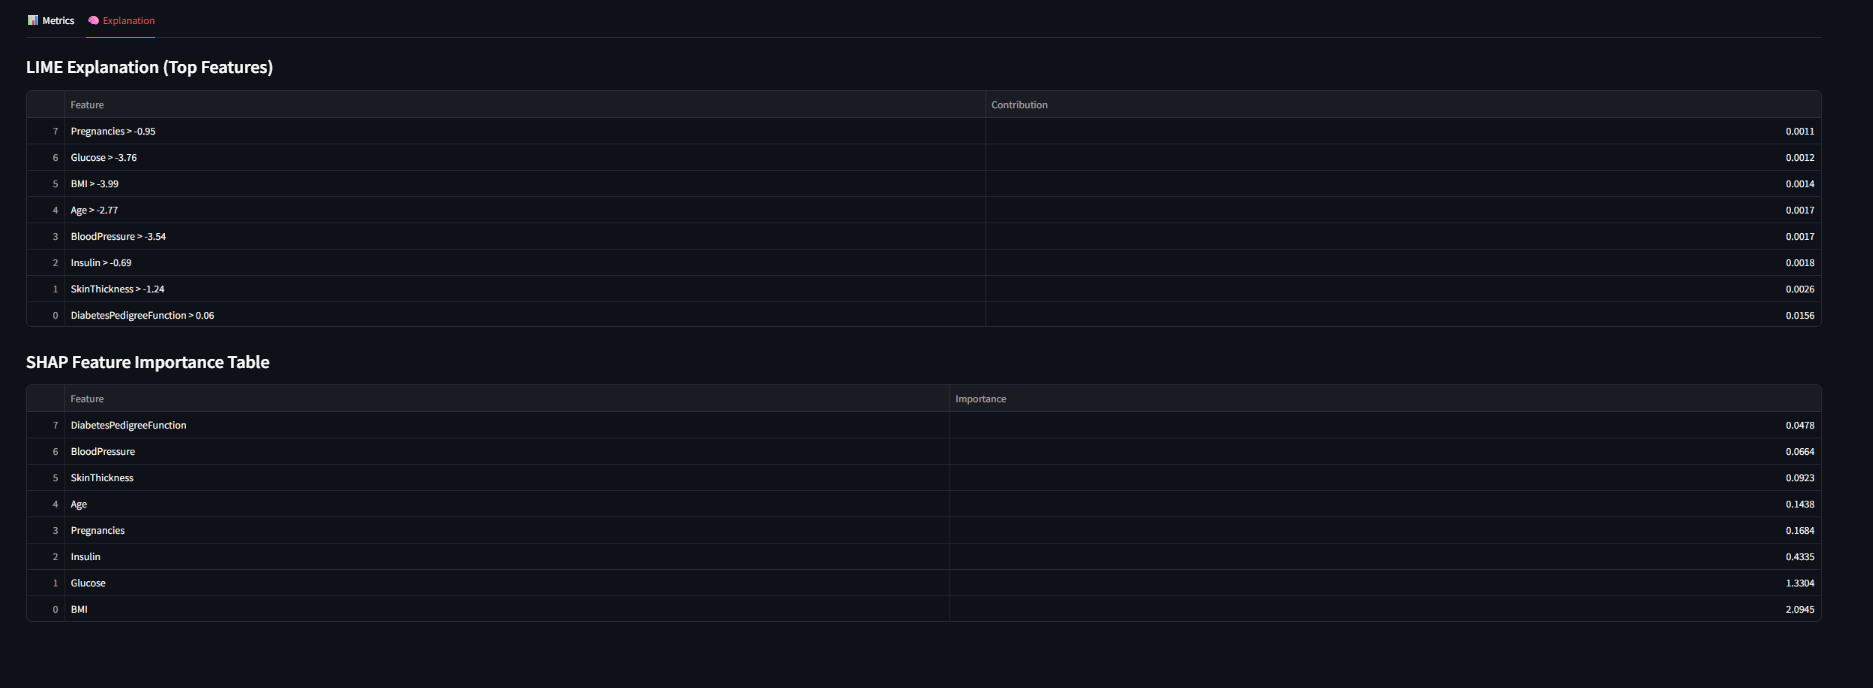 Metrics Explanation
LIME Explanation (Top Features)
Feature Contribution
7 Pregnancies > -0.95 0.0011
6 Glucose > -3.76 0.0012
5 BMI > -3.99 0.0014
4 Age > -2.77 0.0017
3 BloodPressure > -3.54 0.0017
2 Insulin > -0.69 0.0018
1 SkinThickness > -1.24 0.0026
0 DiabetesPedigreeFunction > 0.06 0.0156
SHAP Feature Importance Table
Feature Importance
7 DiabetesPedigreeFunction 0.0478
6 BloodPressure 0.0664
5 SkinThickness 0.0923
4 Age 0.1438
3 Pregnancies 0.1684
2 Insulin 0.4335
1 Glucose 1.3304
0 BMI 2.0945